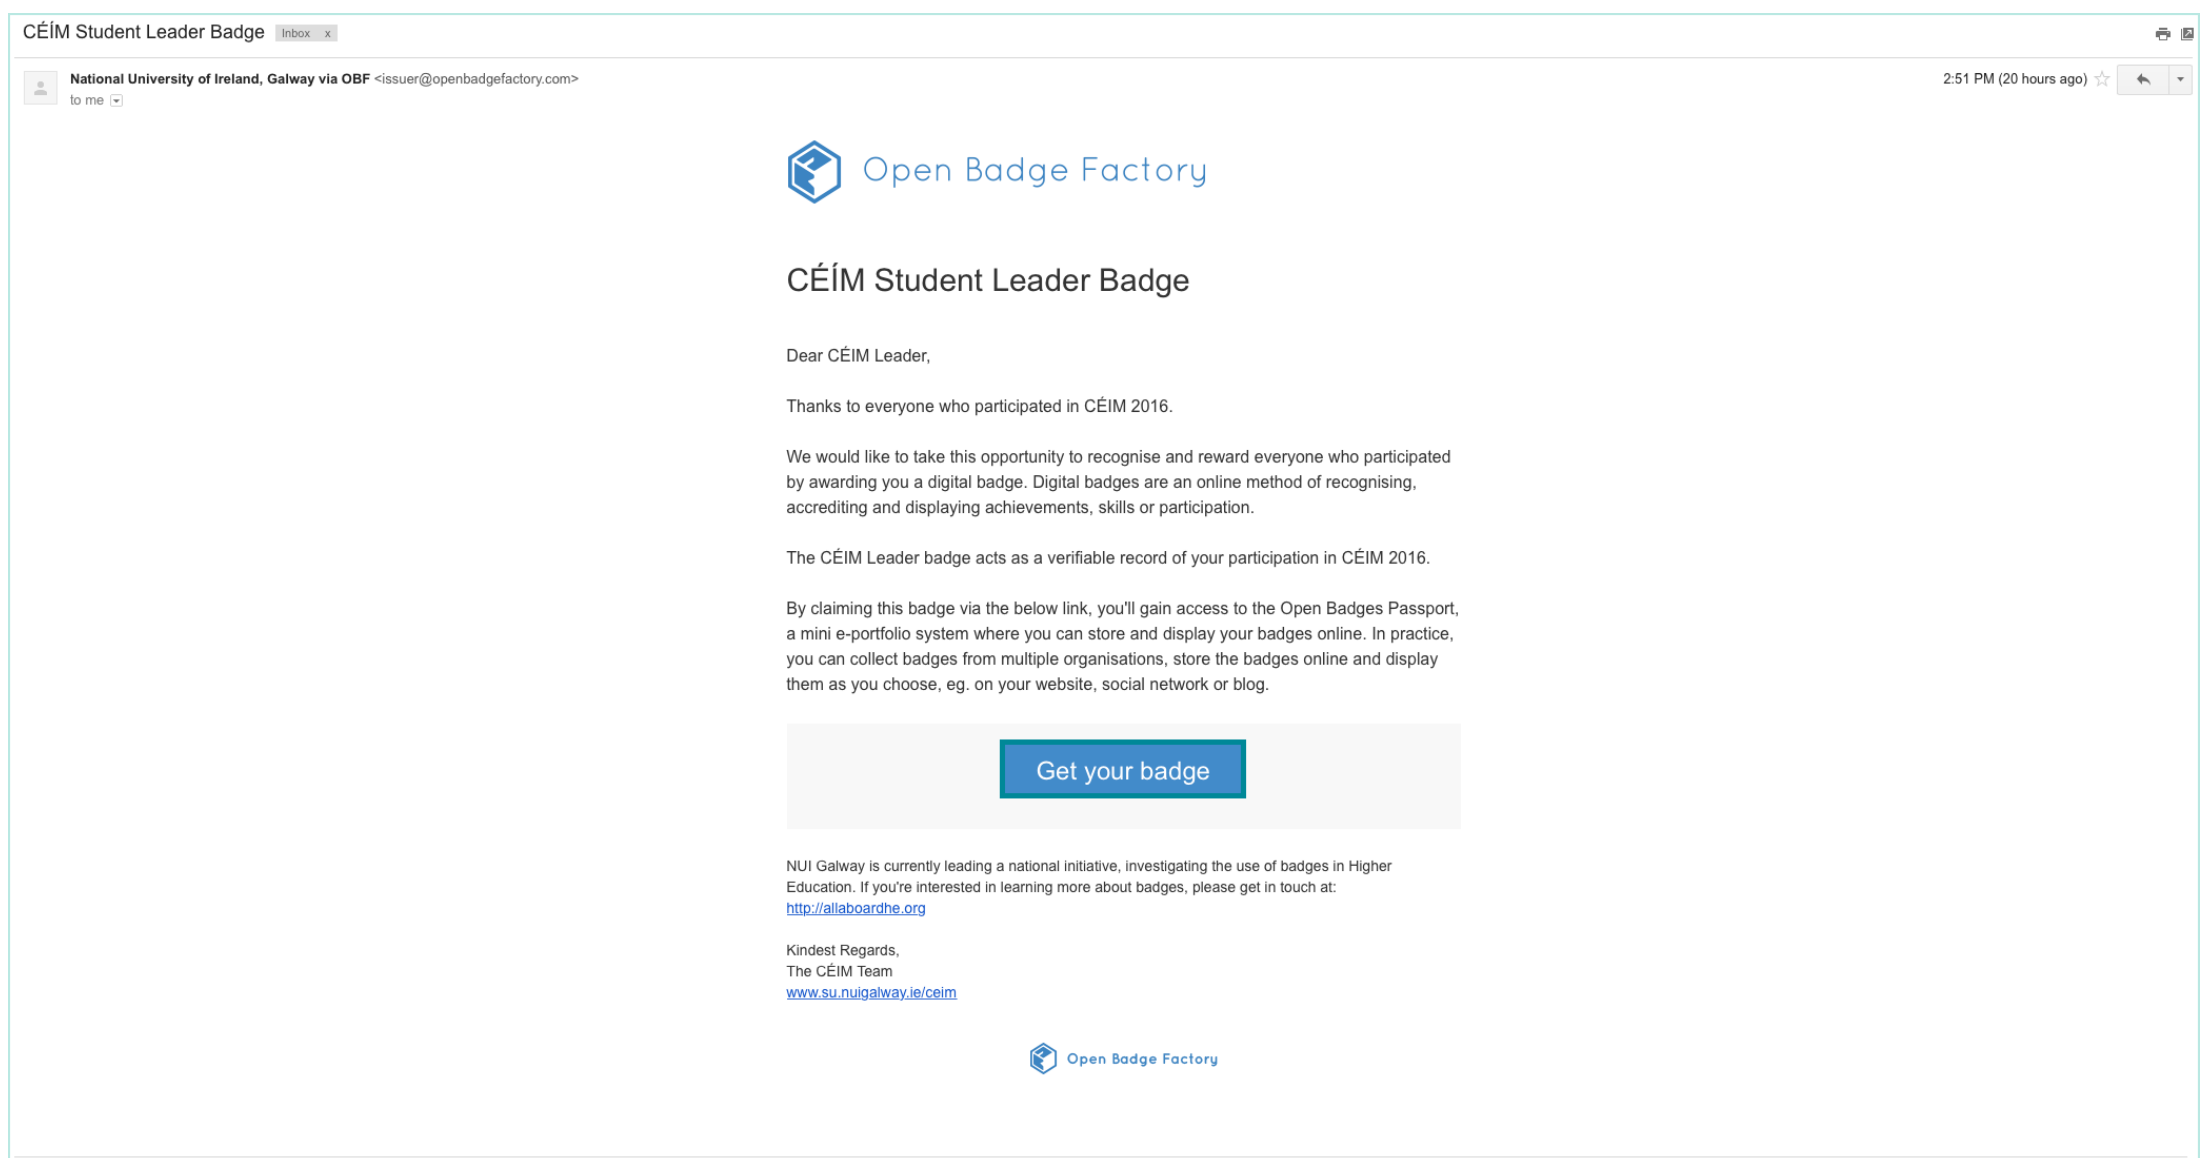 CÉÍM Student Leader Badge Inbox x
National University of Ireland, Galway via OBF <issuer@openbadgefactory.com> 2:51 PM (20 hours ago)
to me
Open Badge Factory
CÉÍM Student Leader Badge
Dear CÉIM Leader,
Thanks to everyone who participated in CÉIM 2016.
We would like to take this opportunity to recognise and reward everyone who participated
by awarding you a digital badge. Digital badges are an online method of recognising,
accrediting and displaying achievements, skills or participation.
The CÉIM Leader badge acts as a verifiable record of your participation in CÉIM 2016.
By claiming this badge via the below link, you'll gain access to the Open Badges Passport,
a mini e-portfolio system where you can store and display your badges online. In practice,
you can collect badges from multiple organisations, store the badges online and display
them as you choose, eg. on your website, social network or blog.
Get your badge
NUI Galway is currently leading a national initiative, investigating the use of badges in Higher
Education. If you're interested in learning more about badges, please get in touch at:
http://allaboardhe.org
Kindest Regards,
The CÉIM Team
www.su.nuigalway.ie/ceim
Open Badge Factory